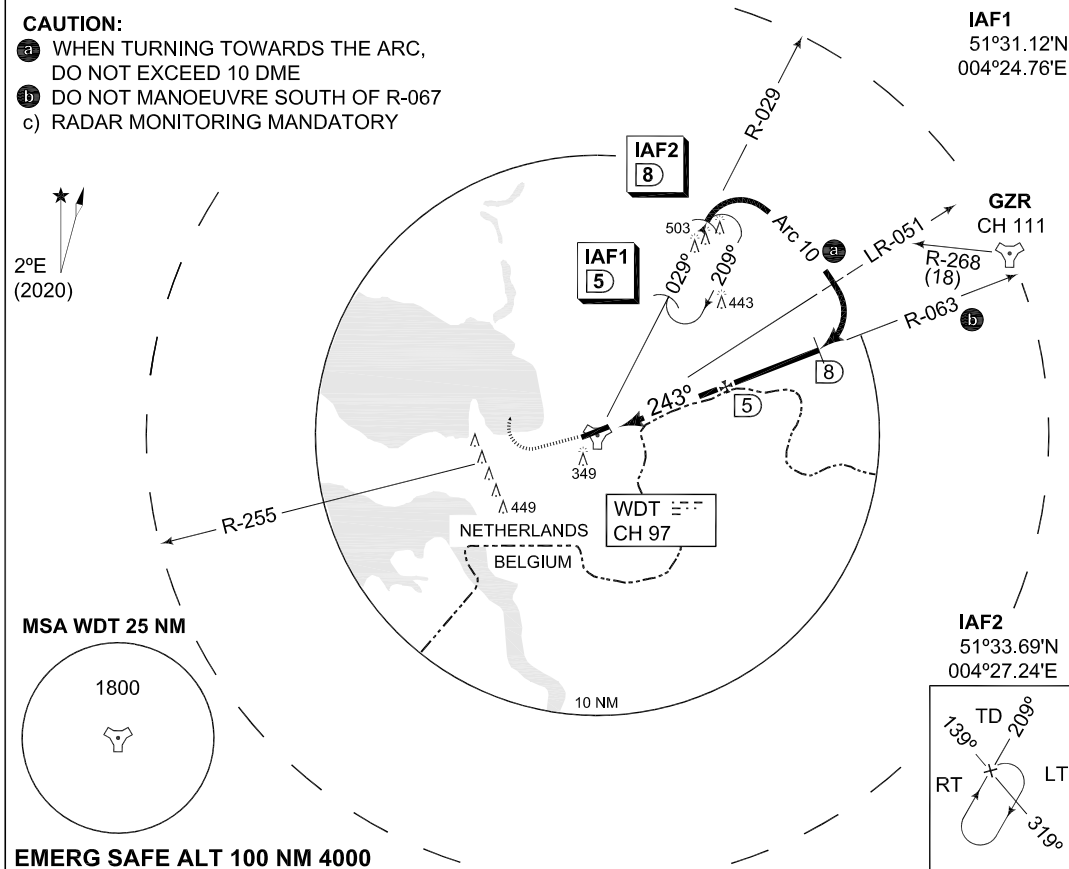 CAUTION:
a WHEN TURNING TOWARDS THE ARC,
DO NOT EXCEED 10 DME
b DO NOT MANOEUVRE SOUTH OF R-067
c) RADAR MONITORING MANDATORY
IAF1
51º31.12'N
004º24.76'E
R-029
IAF2
8
503
IAF1
5
029º
209º
443
Arc 10
a
LR-051
GZR
CH 111
R-268
(18)
R-063
b
2ºE
(2020)
8
5
243º
349
449
R-255
WDT
CH 97
NETHERLANDS
BELGIUM
10 NM
MSA WDT 25 NM
1800
IAF2
51º33.69'N
004º27.24'E
TD
139º
209º
RT
LT
319º
EMERG SAFE ALT 100 NM 4000